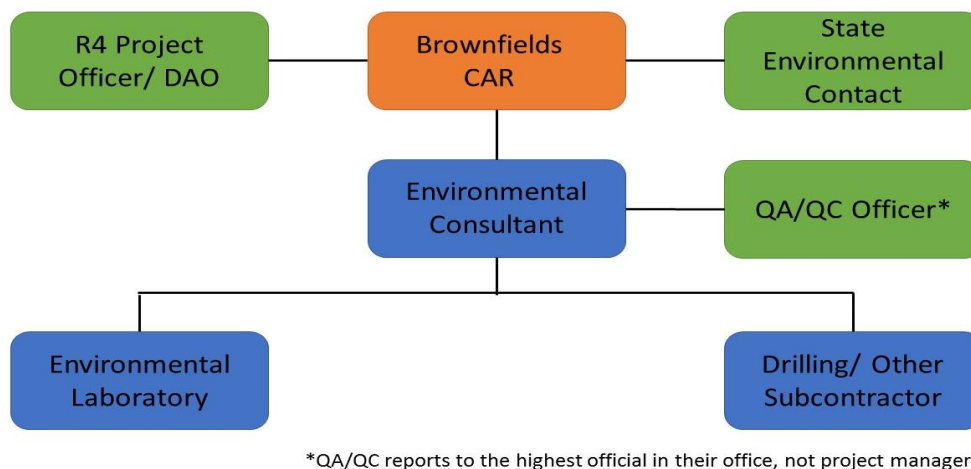 R4 Project
Officer/ DAO
Brownfields
CAR
State
Environmental
Contact
Environmental
Consultant
QA/QC Officer*
Environmental
Laboratory
Drilling/ Other
Subcontractor
*QA/QC reports to the highest official in their office, not project manager